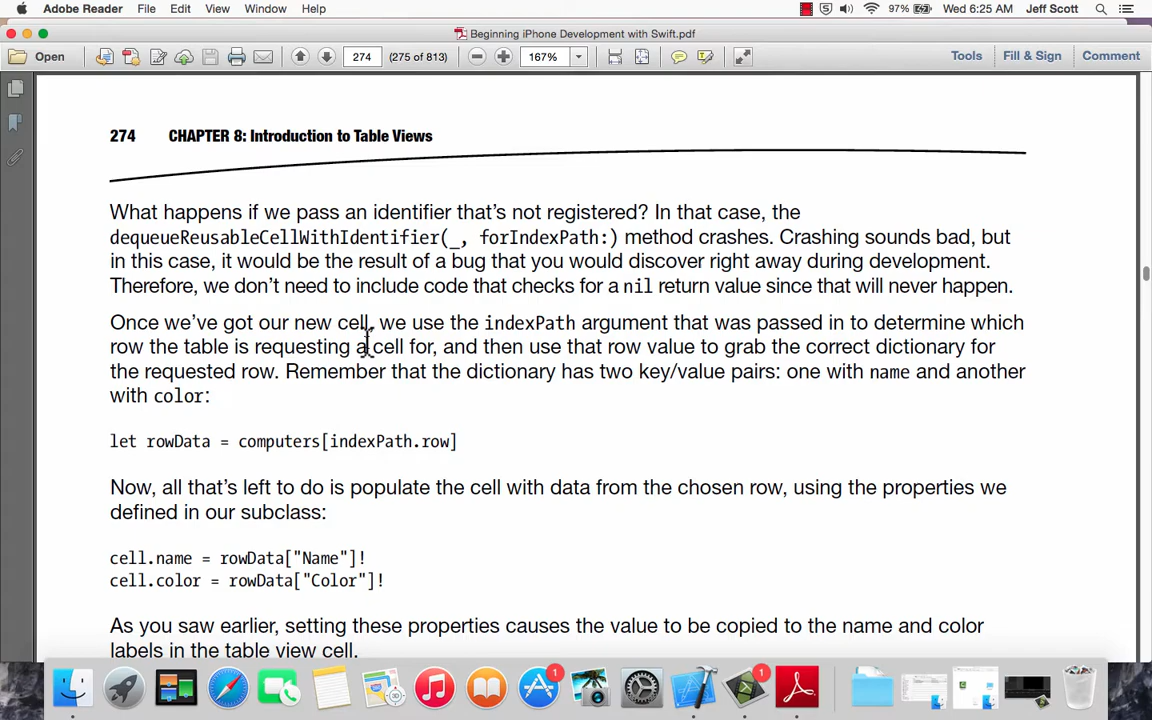 Adobe Reader File Edit View Window Help 97% Wed 6:25 AM Jeff Scott
Beginning iPhone Development with Swift.pdf
Open 274 (275 of 813) 167% Tools Fill & Sign Comment
274 CHAPTER 8: Introduction to Table Views
What happens if we pass an identifier that's not registered? In that case, the
dequeueReusableCellWithIdentifier(_, forIndexPath:) method crashes. Crashing sounds bad, but
in this case, it would be the result of a bug that you would discover right away during development.
Therefore, we don't need to include code that checks for a nil return value since that will never happen.
Once we've got our new cell, we use the indexPath argument that was passed in to determine which
row the table is requesting a cell for, and then use that row value to grab the correct dictionary for
the requested row. Remember that the dictionary has two key/value pairs: one with name and another
with color:
let rowData = computers[indexPath.row]
Now, all that's left to do is populate the cell with data from the chosen row, using the properties we
defined in our subclass:
cell.name = rowData["Name"]!
cell.color = rowData["Color"]!
As you saw earlier, setting these properties causes the value to be copied to the name and color
labels in the table view cell.
1
1